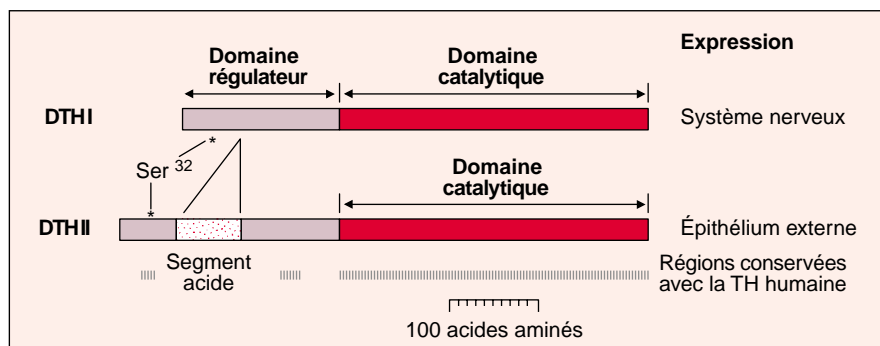 Domaine
régulateur
Domaine
catalytique
Expression
DTH I
Système nerveux
*
Ser 32
Domaine
catalytique
*
DTH II
Épithélium externe
Segment
acide
Régions conservées
avec la TH humaine
100 acides aminés